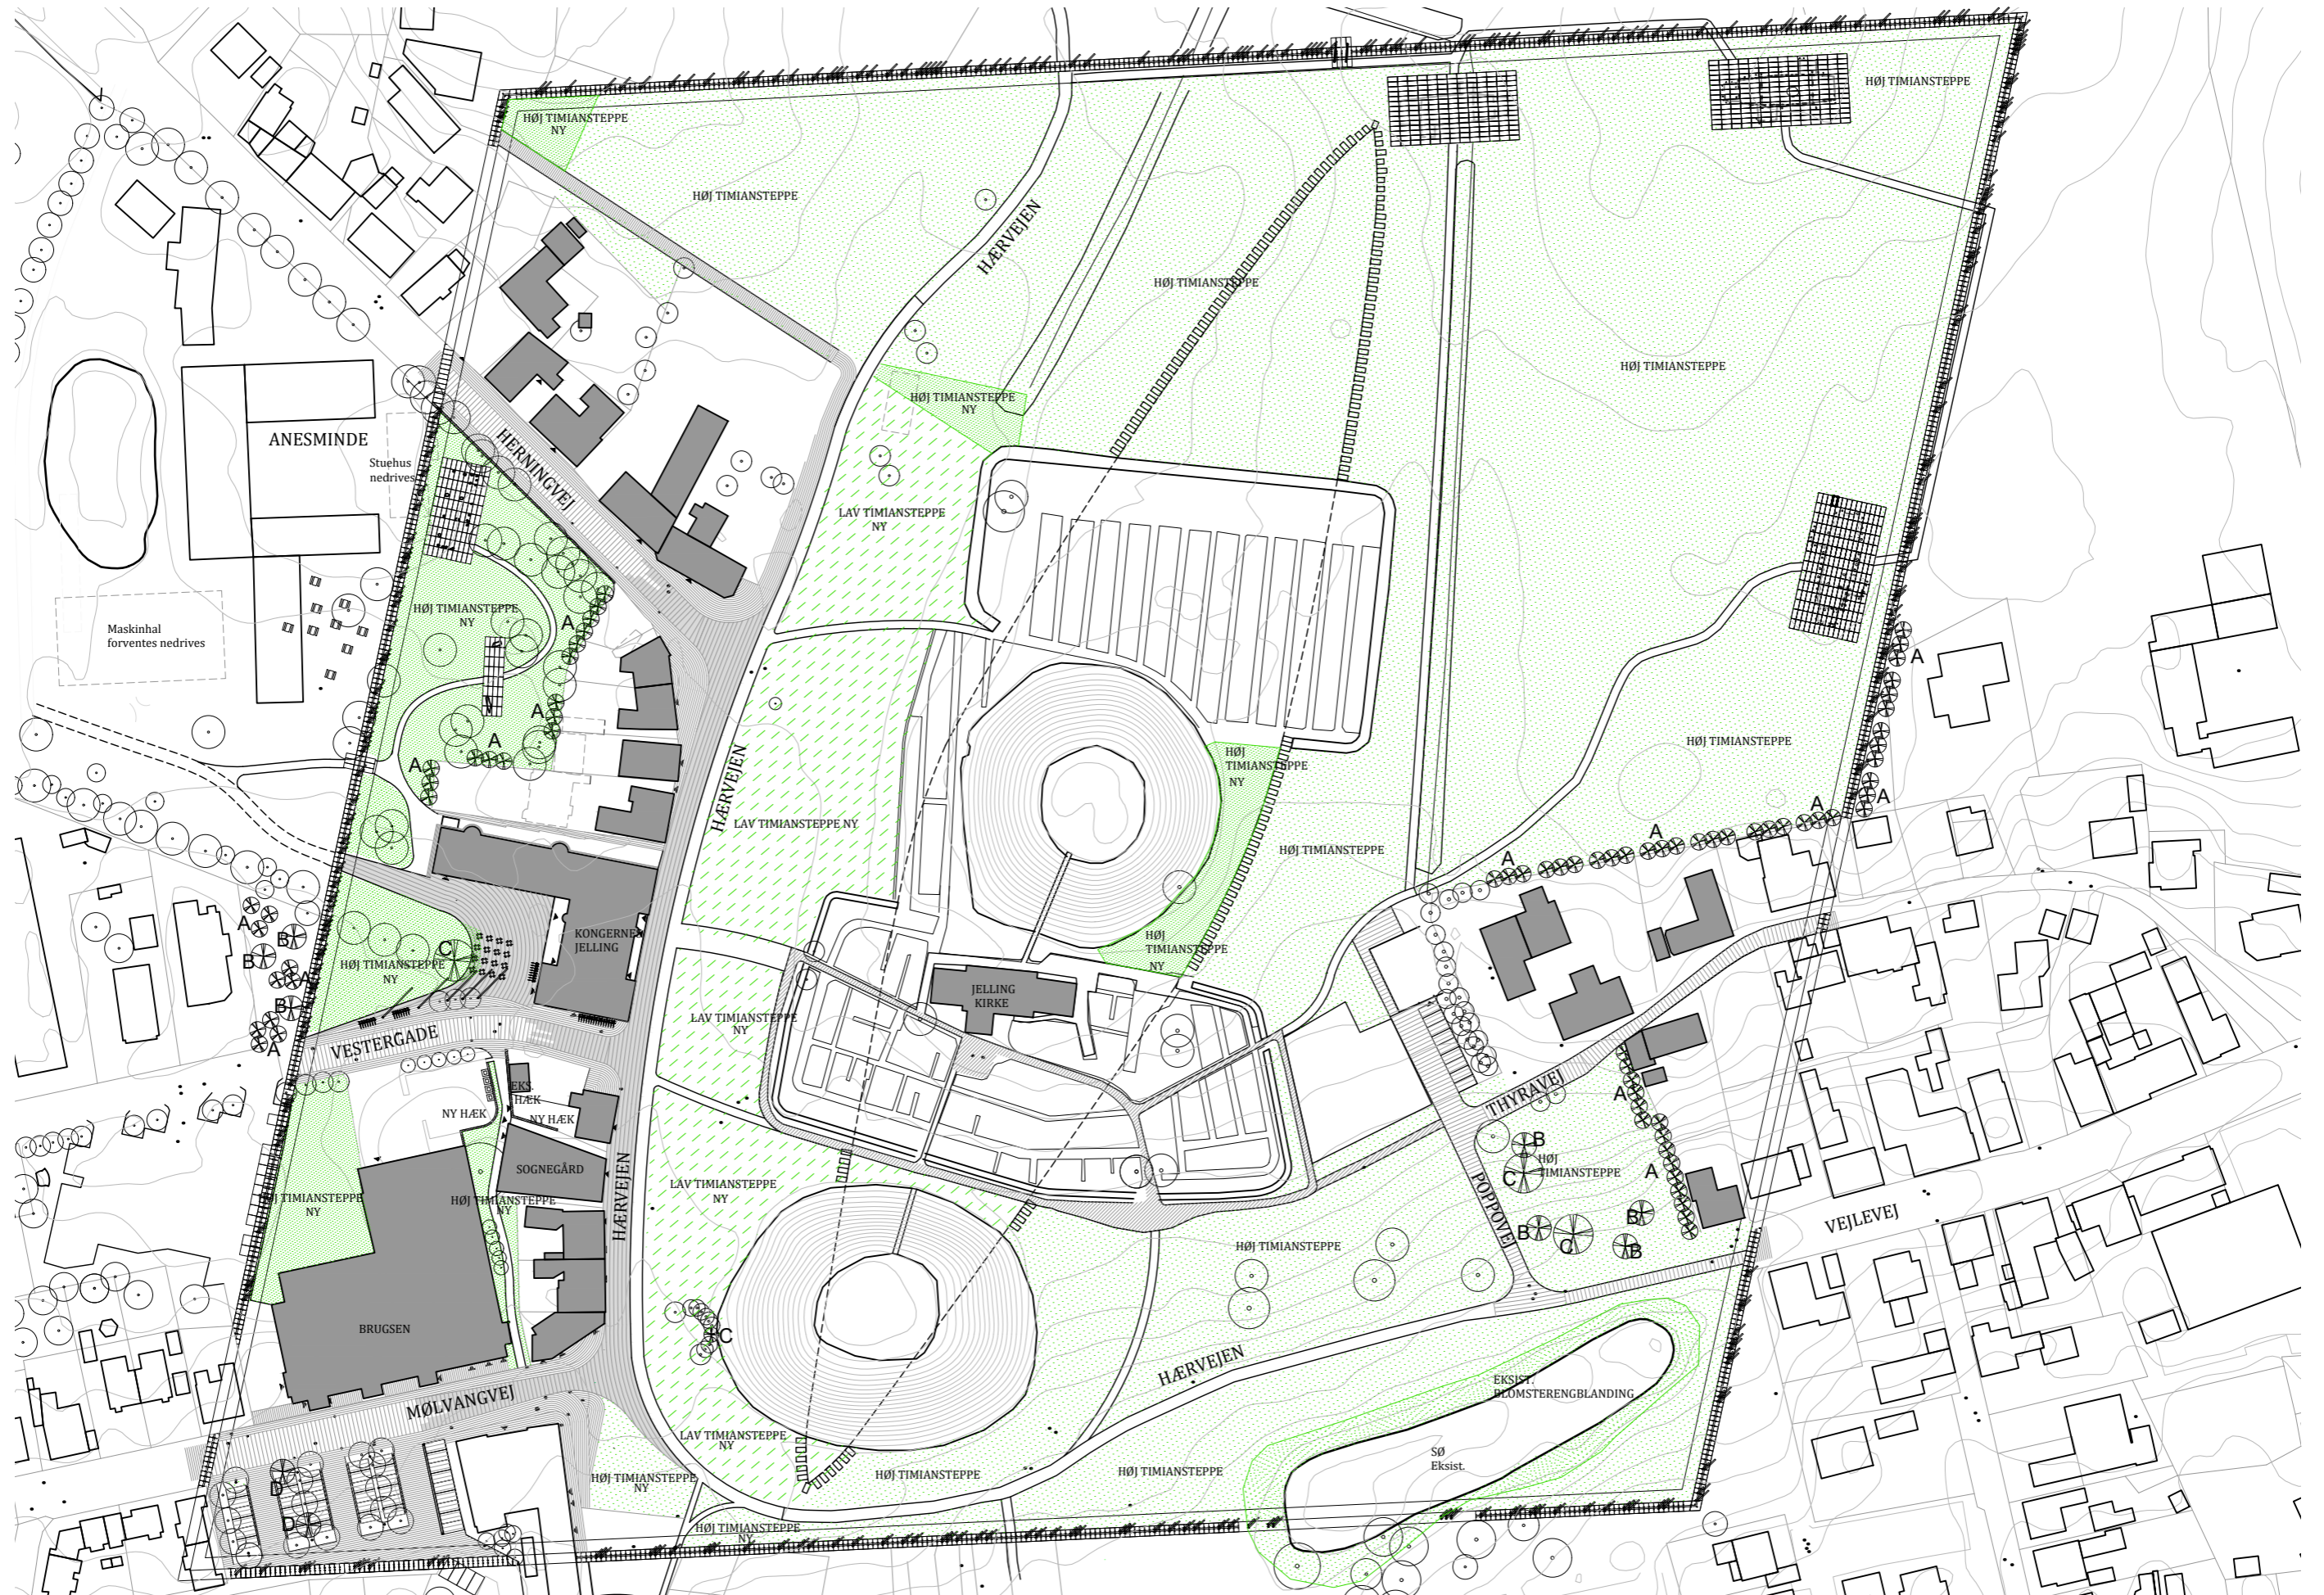 HØJ TIMIANSTEPPE
HØJ TIMIANSTEPPE
NY
HØJ TIMIANSTEPPE
HÆRVEJEN
HØJ TIMIANSTEPPE
HØJ TIMIANSTEPPE
HØJ TIMIANSTEPPE
NY
ANESMINDE
HERNINGVEJ
Stuehus
nedrives
LAV TIMIANSTEPPE
NY
HØJ TIMIANSTEPPE
NY
A
Maskinhal
forventes nedrives
A
A
A
A
HÆRVEJEN
HØJ
TIMIANSTEPPE
NY
HØJ TIMIANSTEPPE
A
A
A
A
LAV TIMIANSTEPPE NY
HØJ TIMIANSTEPPE
A
B
B
A
B
A
C
KONGERNES
JELLING
HØJ TIMIANSTEPPE
NY
HØJ
TIMIANSTEPPE
NY
JELLING
KIRKE
LAV TIMIANSTEPPE
NY
VESTERGADE
EKS.
HÆK
NY HÆK
NY HÆK
THYRAVEJ
A
B
HØJ
TIMIANSTEPPE
C
A
SOGNEGÅRD
HÆRVEJEN
LAV TIMIANSTEPPE
NY
HØJ TIMIANSTEPPE
NY
HØJ TIMIANSTEPPE
NY
POPPOVEJ
B
C
B
B
VEJLEVEJ
HØJ TIMIANSTEPPE
BRUGSEN
C
HÆRVEJEN
EKSIST.
BLOMSTERENGBLANDING
MØLVANGVEJ
LAV TIMIANSTEPPE
NY
SØ
Eksist.
HØJ TIMIANSTEPPE
NY
HØJ TIMIANSTEPPE
HØJ TIMIANSTEPPE
D
D
HØJ TIMIANSTEPPE
NY